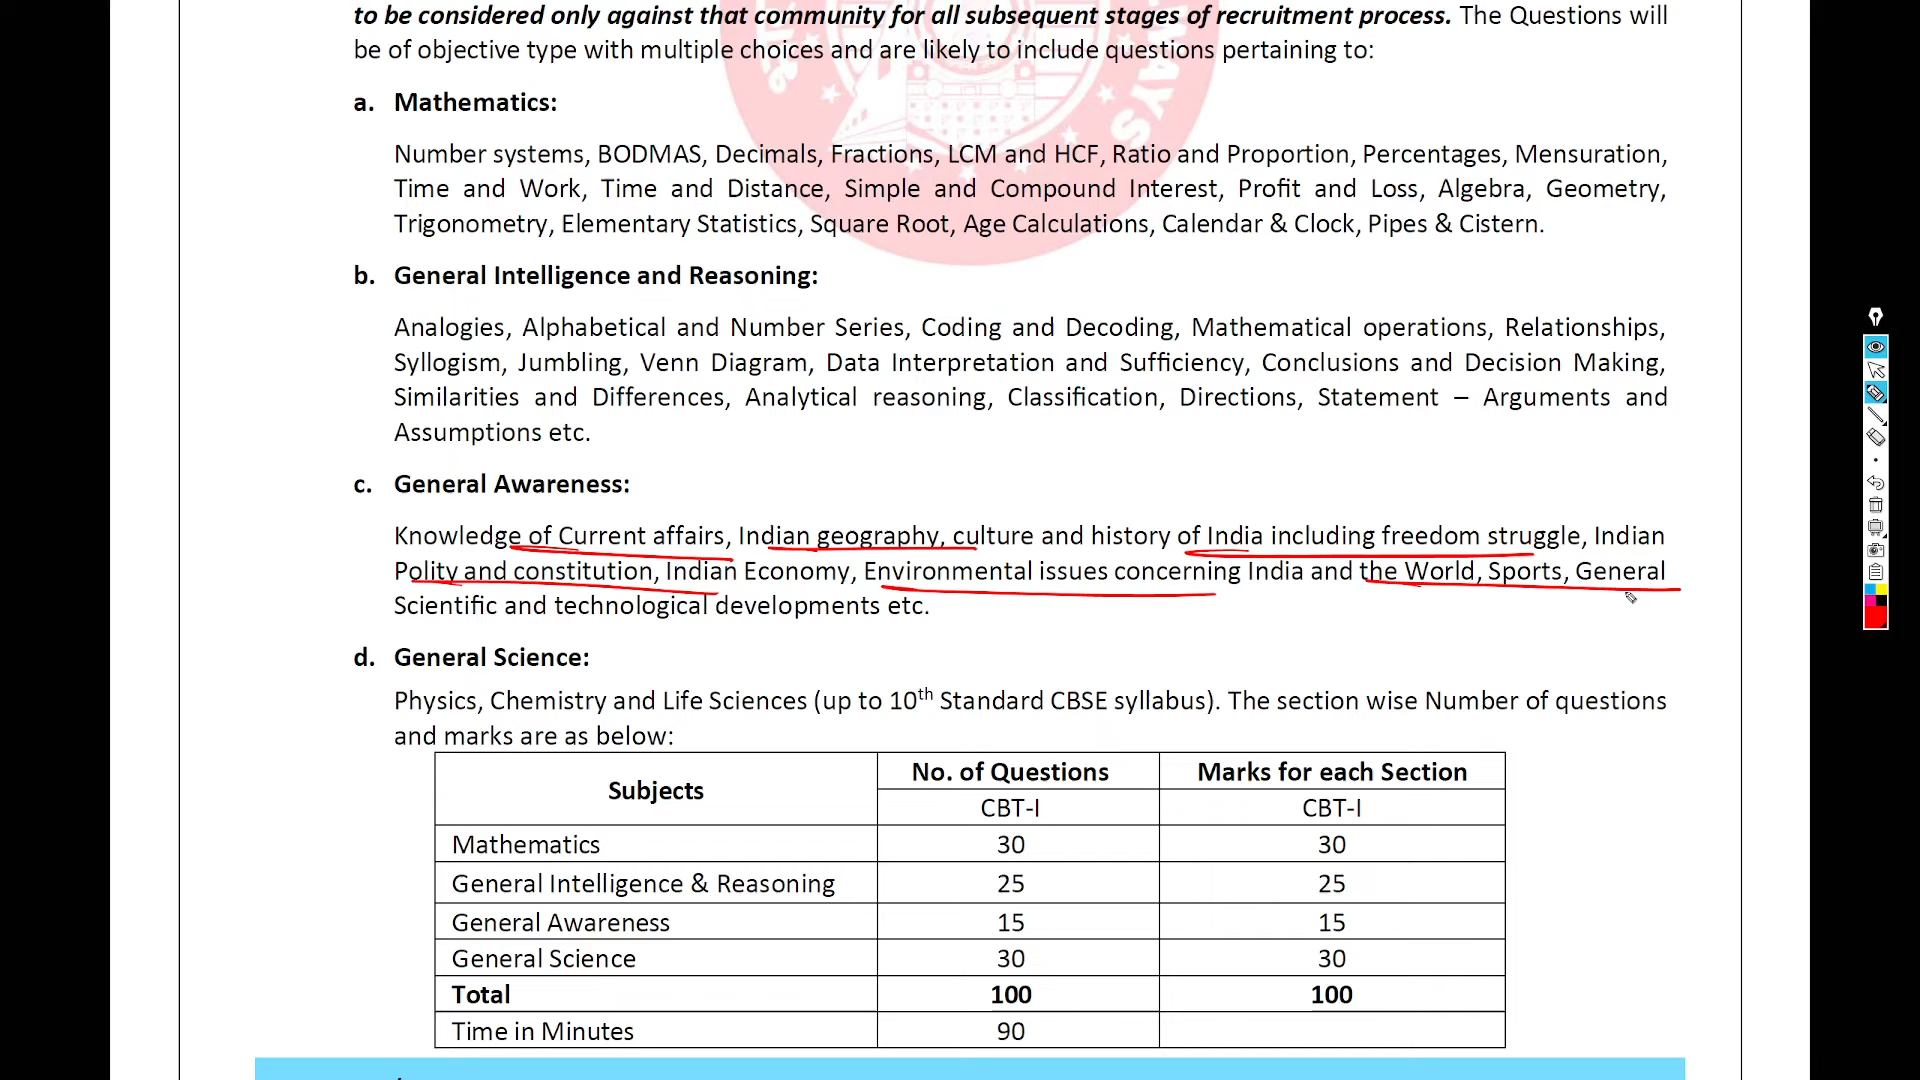 to be considered only against that community for all subsequent stages of recruitment process. The Questions will
be of objective type with multiple choices and are likely to include questions pertaining to:
a. Mathematics:
Number systems, BODMAS, Decimals, Fractions, LCM and HCF, Ratio and Proportion, Percentages, Mensuration,
Time and Work, Time and Distance, Simple and Compound Interest, Profit and Loss, Algebra, Geometry,
Trigonometry, Elementary Statistics, Square Root, Age Calculations, Calendar & Clock, Pipes & Cistern.
b. General Intelligence and Reasoning:
Analogies, Alphabetical and Number Series, Coding and Decoding, Mathematical operations, Relationships,
Syllogism, Jumbling, Venn Diagram, Data Interpretation and Sufficiency, Conclusions and Decision Making,
Similarities and Differences, Analytical reasoning, Classification, Directions, Statement – Arguments and
Assumptions etc.
c. General Awareness:
Knowledge of Current affairs, Indian geography, culture and history of India including freedom struggle, Indian
Polity and constitution, Indian Economy, Environmental issues concerning India and the World, Sports, General
Scientific and technological developments etc.
d. General Science:
Physics, Chemistry and Life Sciences (up to 10th Standard CBSE syllabus). The section wise Number of questions
and marks are as below:
Subjects No. of Questions Marks for each Section
CBT-I CBT-I
Mathematics 30 30
General Intelligence & Reasoning 25 25
General Awareness 15 15
General Science 30 30
Total 100 100
Time in Minutes 90